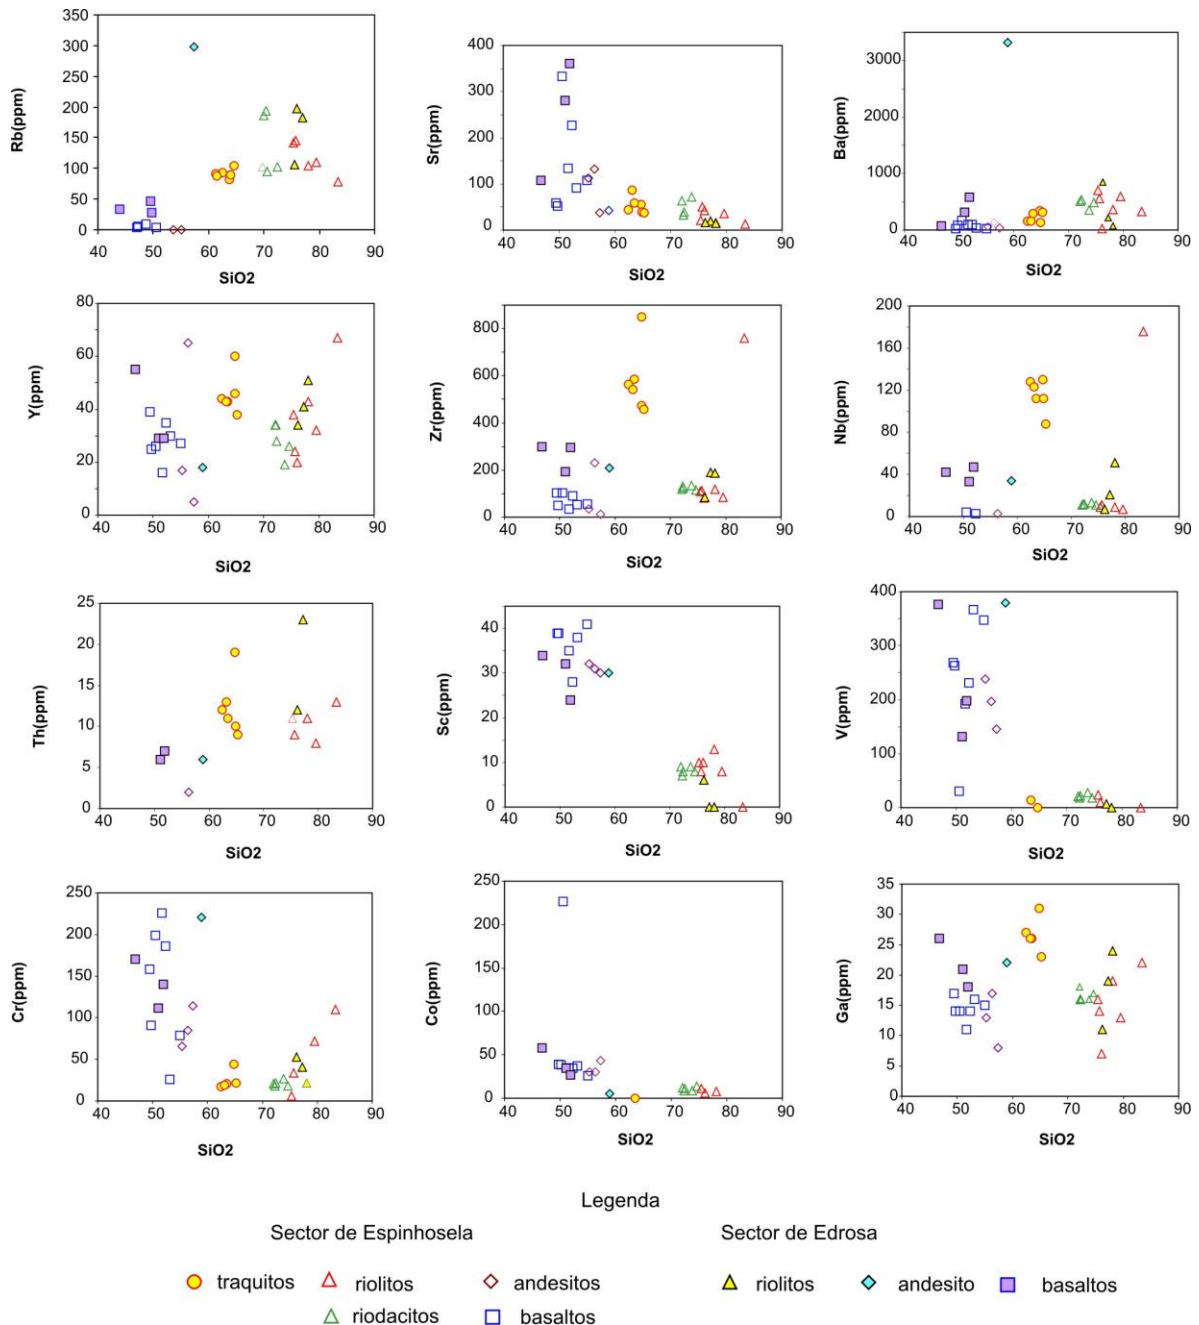 350
300
250
200
150
100
50
0
Rb(ppm)
40 50 60 70 80 90
SiO2
400
300
200
100
0
Sr(ppm)
40 50 60 70 80 90
SiO2
3000
2000
1000
0
Ba(ppm)
40 50 60 70 80 90
SiO2
80
60
40
20
0
Y(ppm)
40 50 60 70 80 90
SiO2
800
600
400
200
0
Zr(ppm)
40 50 60 70 80 90
SiO2
200
160
120
80
40
0
Nb(ppm)
40 50 60 70 80 90
SiO2
25
20
15
10
5
0
Th(ppm)
40 50 60 70 80 90
SiO2
40
30
20
10
0
Sc(ppm)
40 50 60 70 80 90
SiO2
400
300
200
100
0
V(ppm)
40 50 60 70 80 90
SiO2
250
200
150
100
50
0
Cr(ppm)
40 50 60 70 80 90
SiO2
250
200
150
100
50
0
Co(ppm)
40 50 60 70 80 90
SiO2
35
30
25
20
15
10
5
0
Ga(ppm)
40 50 60 70 80 90
SiO2
Legenda
Sector de Espinhosela
Sector de Edrosa
traquitos riolitos andesitos riolitos andesito basaltos
riodacitos basaltos